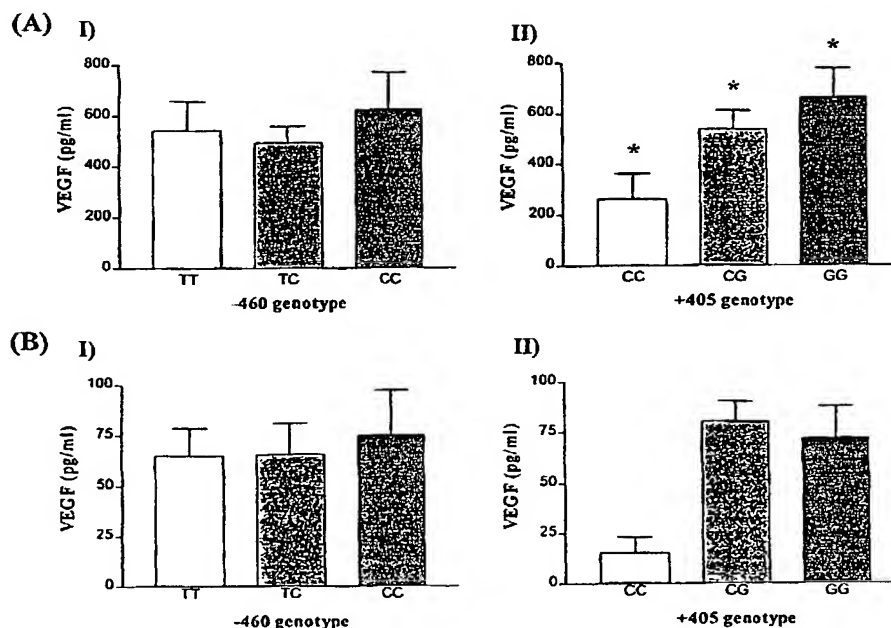 (A)
I)
VEGF (pg/ml)
800
600
400
200
0
TT TC CC
-460 genotype
II)
VEGF (pg/ml)
800
600
400
200
0
* * *
CC CG GG
+405 genotype
(B)
I)
VEGF (pg/ml)
100
75
50
25
0
TT TC CC
-460 genotype
II)
VEGF (pg/ml)
100
75
50
25
0
CC CG GG
+405 genotype